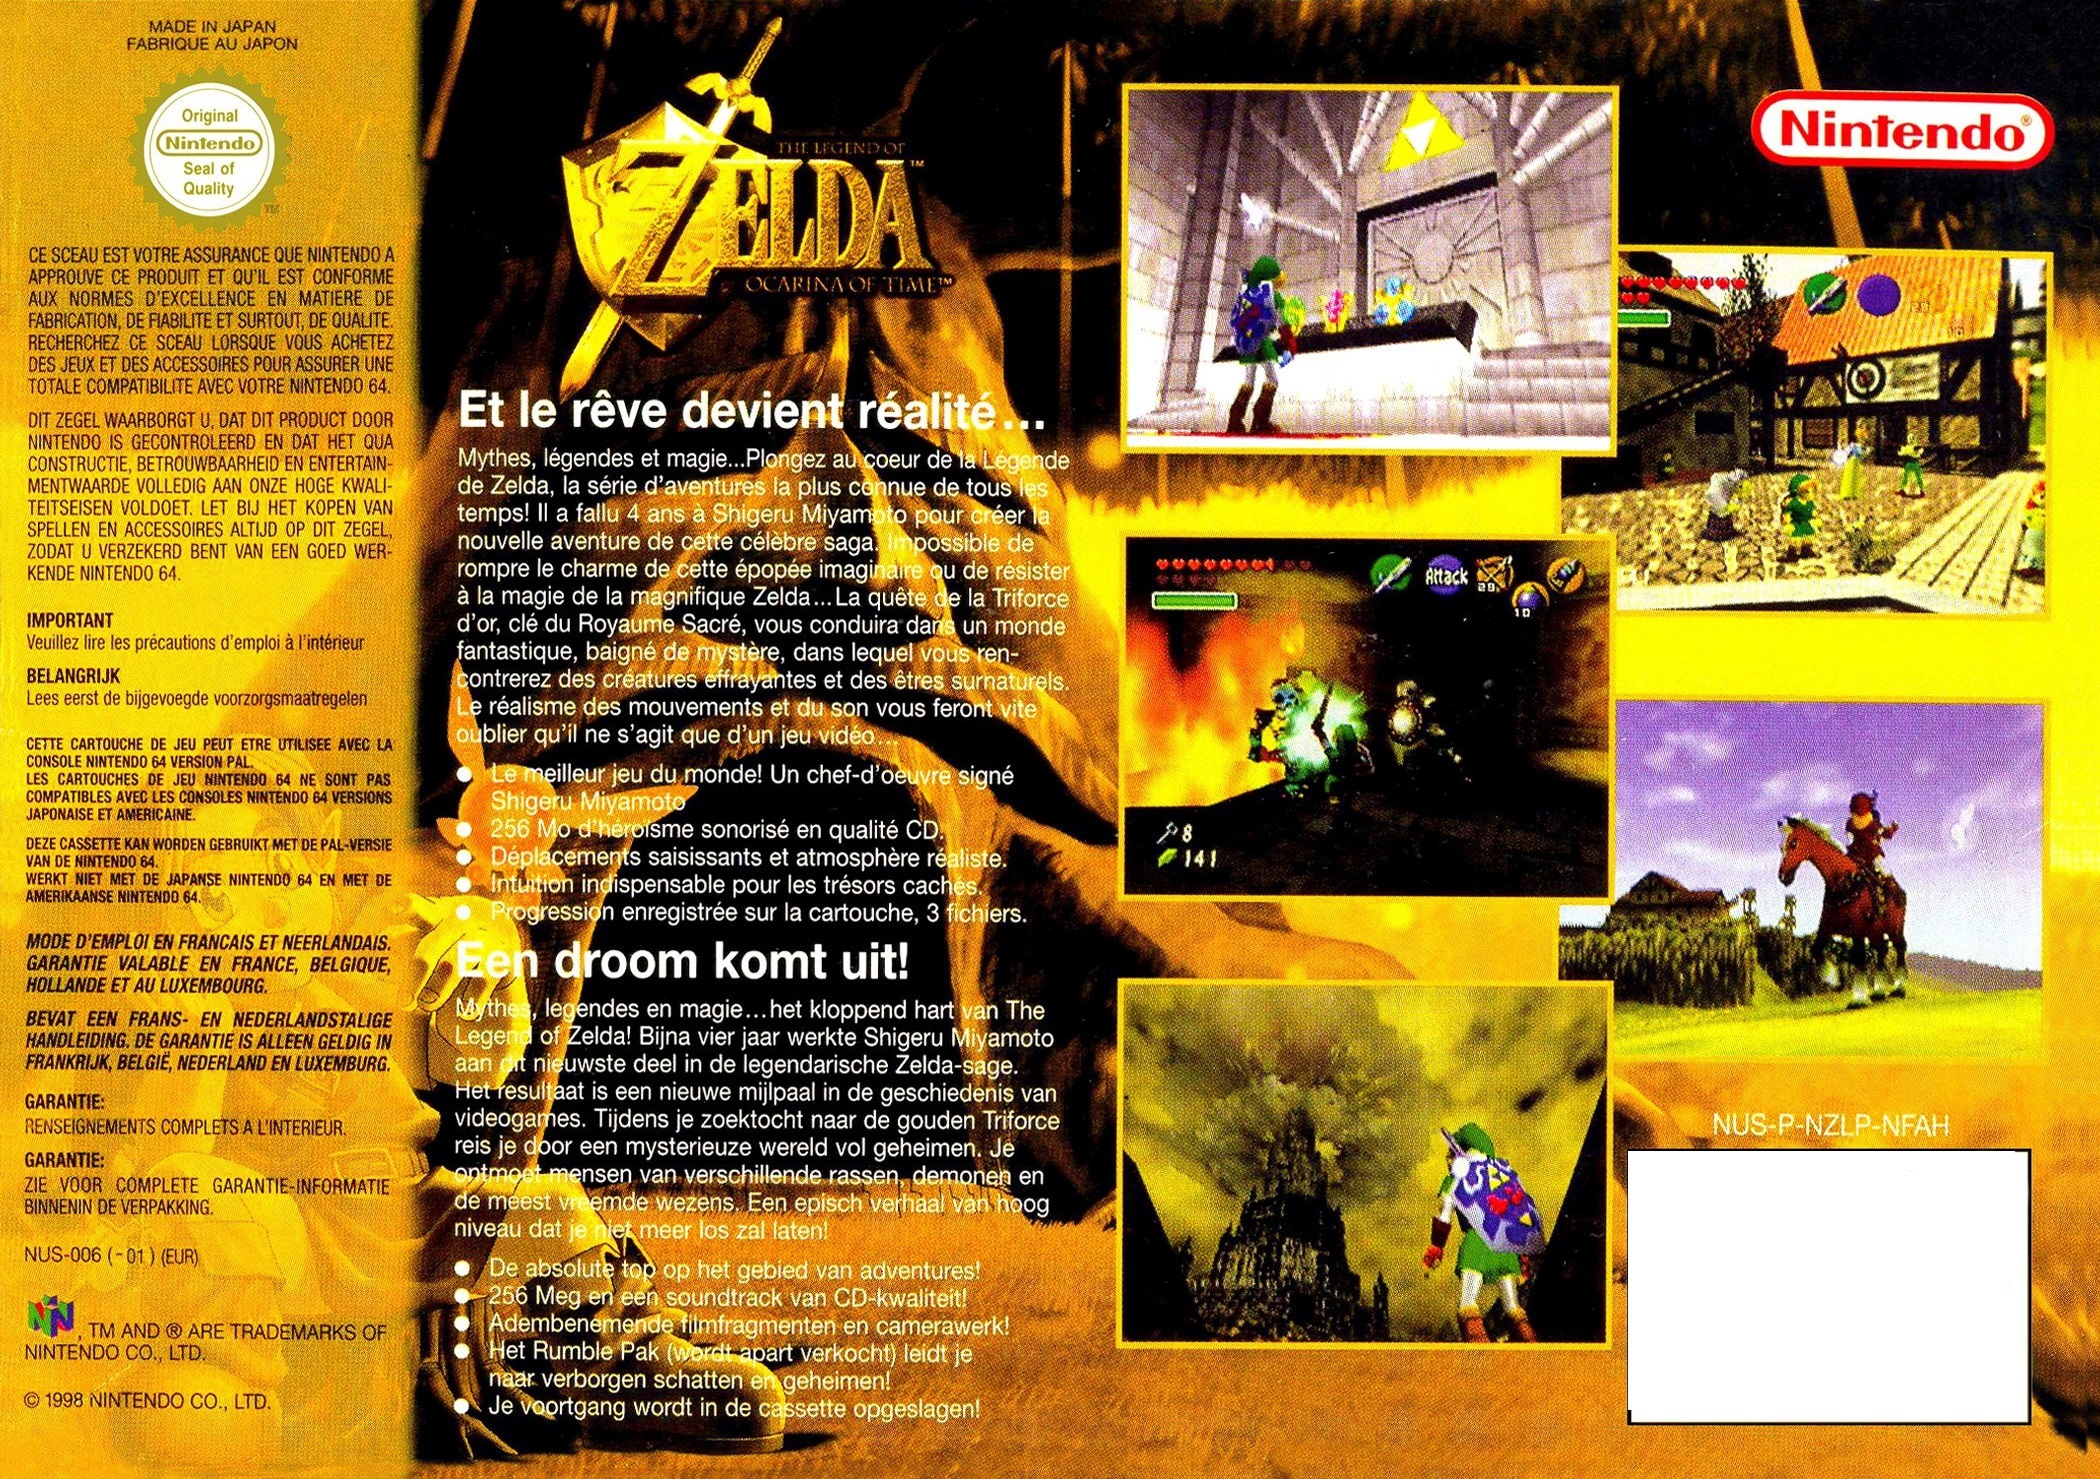 MADE IN JAPAN
FABRIQUE AU JAPON
Original
Nintendo
Seal of
Quality
TM
CE SCEAU EST VOTRE ASSURANCE QUE NINTENDO A
APPROUVE CE PRODUIT ET QU'IL EST CONFORME
AUX NORMES D'EXCELLENCE EN MATIERE DE
FABRICATION, DE FIABILITE ET SURTOUT, DE QUALITE.
RECHERCHEZ CE SCEAU LORSQUE VOUS ACHETEZ
DES JEUX ET DES ACCESSOIRES POUR ASSURER UNE
TOTALE COMPATIBILITE AVEC VOTRE NINTENDO 64.
DIT ZEGEL WAARBORGT U, DAT DIT PRODUCT DOOR
NINTENDO IS GECONTROLEERD EN DAT HET QUA
CONSTRUCTIE, BETROUWBAARHEID EN ENTERTAIN-
MENTWAARDE VOLLEDIG AAN ONZE HOGE KWALI-
TEITSEISEN VOLDOET. LET BIJ HET KOPEN VAN
SPELLEN EN ACCESSOIRES ALTIJD OP DIT ZEGEL,
ZODAT U VERZEKERD BENT VAN EEN GOED WER-
KENDE NINTENDO 64.
IMPORTANT
Veuillez lire les précautions d'emploi à l'intérieur
BELANGRIJK
Lees eerst de bijgevoegde voorzorgsmaatregelen
CETTE CARTOUCHE DE JEU PEUT ETRE UTILISEE AVEC LA
CONSOLE NINTENDO 64 VERSION PAL.
LES CARTOUCHES DE JEU NINTENDO 64 NE SONT PAS
COMPATIBLES AVEC LES CONSOLES NINTENDO 64 VERSIONS
JAPONAISE ET AMERICAINE.
DEZE CASSETTE KAN WORDEN GEBRUIKT MET DE PAL-VERSIE
VAN DE NINTENDO 64.
WERKT NIET MET DE JAPANSE NINTENDO 64 EN MET DE
AMERIKAANSE NINTENDO 64.
MODE D'EMPLOI EN FRANCAIS ET NEERLANDAIS.
GARANTIE VALABLE EN FRANCE, BELGIQUE,
HOLLANDE ET AU LUXEMBOURG.
BEVAT EEN FRANS- EN NEDERLANDSTALIGE
HANDLEIDING. DE GARANTIE IS ALLEEN GELDIG IN
FRANKRIJK, BELGIË, NEDERLAND EN LUXEMBURG.
GARANTIE:
RENSEIGNEMENTS COMPLETS A L'INTERIEUR.
GARANTIE:
ZIE VOOR COMPLETE GARANTIE-INFORMATIE
BINNENIN DE VERPAKKING.
NUS-006 (-01) (EUR)
, TM AND ® ARE TRADEMARKS OF
NINTENDO CO., LTD.
© 1998 NINTENDO CO., LTD.
THE LEGEND OF
ZELDA™
OCARINA OF TIME™
Et le rêve devient réalité...
Mythes, légendes et magie...Plongez au coeur de la Légende
de Zelda, la série d'aventures la plus connue de tous les
temps! Il a fallu 4 ans à Shigeru Miyamoto pour créer la
nouvelle aventure de cette célèbre saga. Impossible de
rompre le charme de cette épopée imaginaire ou de résister
à la magie de la magnifique Zelda...La quête de la Triforce
d'or, clé du Royaume Sacré, vous conduira dans un monde
fantastique, baigné de mystère, dans lequel vous ren-
contrerez des créatures effrayantes et des êtres surnaturels.
Le réalisme des mouvements et du son vous feront vite
oublier qu'il ne s'agit que d'un jeu vidéo...
● Le meilleur jeu du monde! Un chef-d'oeuvre signé
Shigeru Miyamoto
● 256 Mo d'héroïsme sonorisé en qualité CD.
● Déplacements saisissants et atmosphère réaliste.
● Intuition indispensable pour les trésors cachés.
● Progression enregistrée sur la cartouche, 3 fichiers.
Een droom komt uit!
Mythes, legendes en magie...het kloppend hart van The
Legend of Zelda! Bijna vier jaar werkte Shigeru Miyamoto
aan dit nieuwste deel in de legendarische Zelda-sage.
Het resultaat is een nieuwe mijlpaal in de geschiedenis van
videogames. Tijdens je zoektocht naar de gouden Triforce
reis je door een mysterieuze wereld vol geheimen. Je
ontmoet mensen van verschillende rassen, demonen en
de meest vreemde wezens. Een episch verhaal van hoog
niveau dat je niet meer los zal laten!
● De absolute top op het gebied van adventures!
● 256 Meg en een soundtrack van CD-kwaliteit!
● Adembenemende filmfragmenten en camerawerk!
● Het Rumble Pak (wordt apart verkocht) leidt je
naar verborgen schatten en geheimen!
● Je voortgang wordt in de cassette opgeslagen!
Nintendo®
Attack
10
8
141
NUS-P-NZLP-NFAH